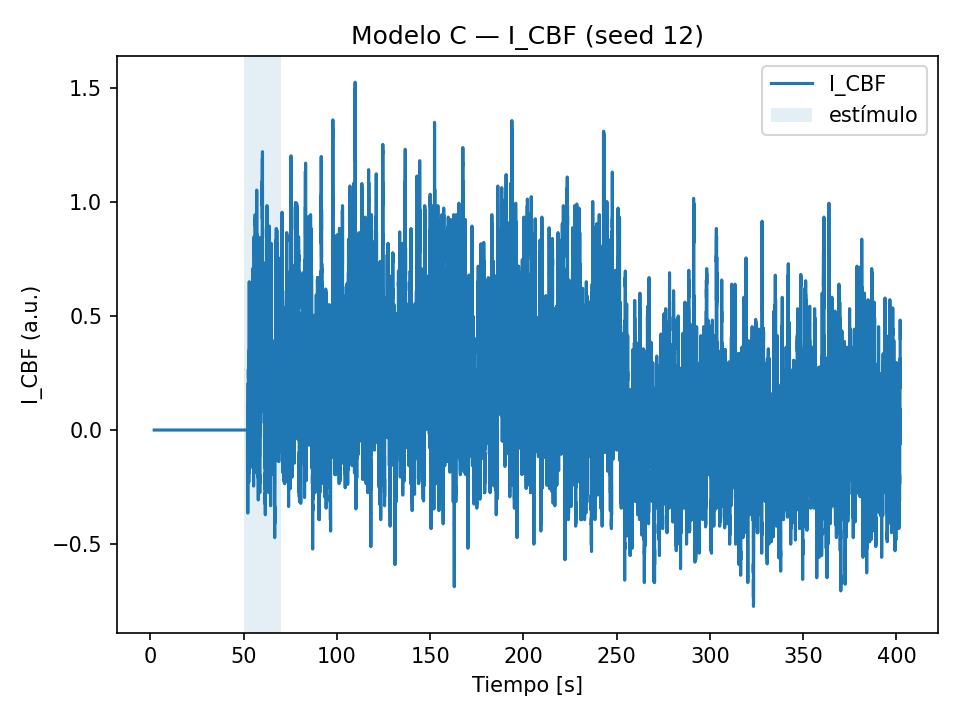 Modelo C — I_CBF (seed 12)
I_CBF
estímulo
I_CBF (a.u.)
1.5
1.0
0.5
0.0
−0.5
0 50 100 150 200 250 300 350 400
Tiempo [s]